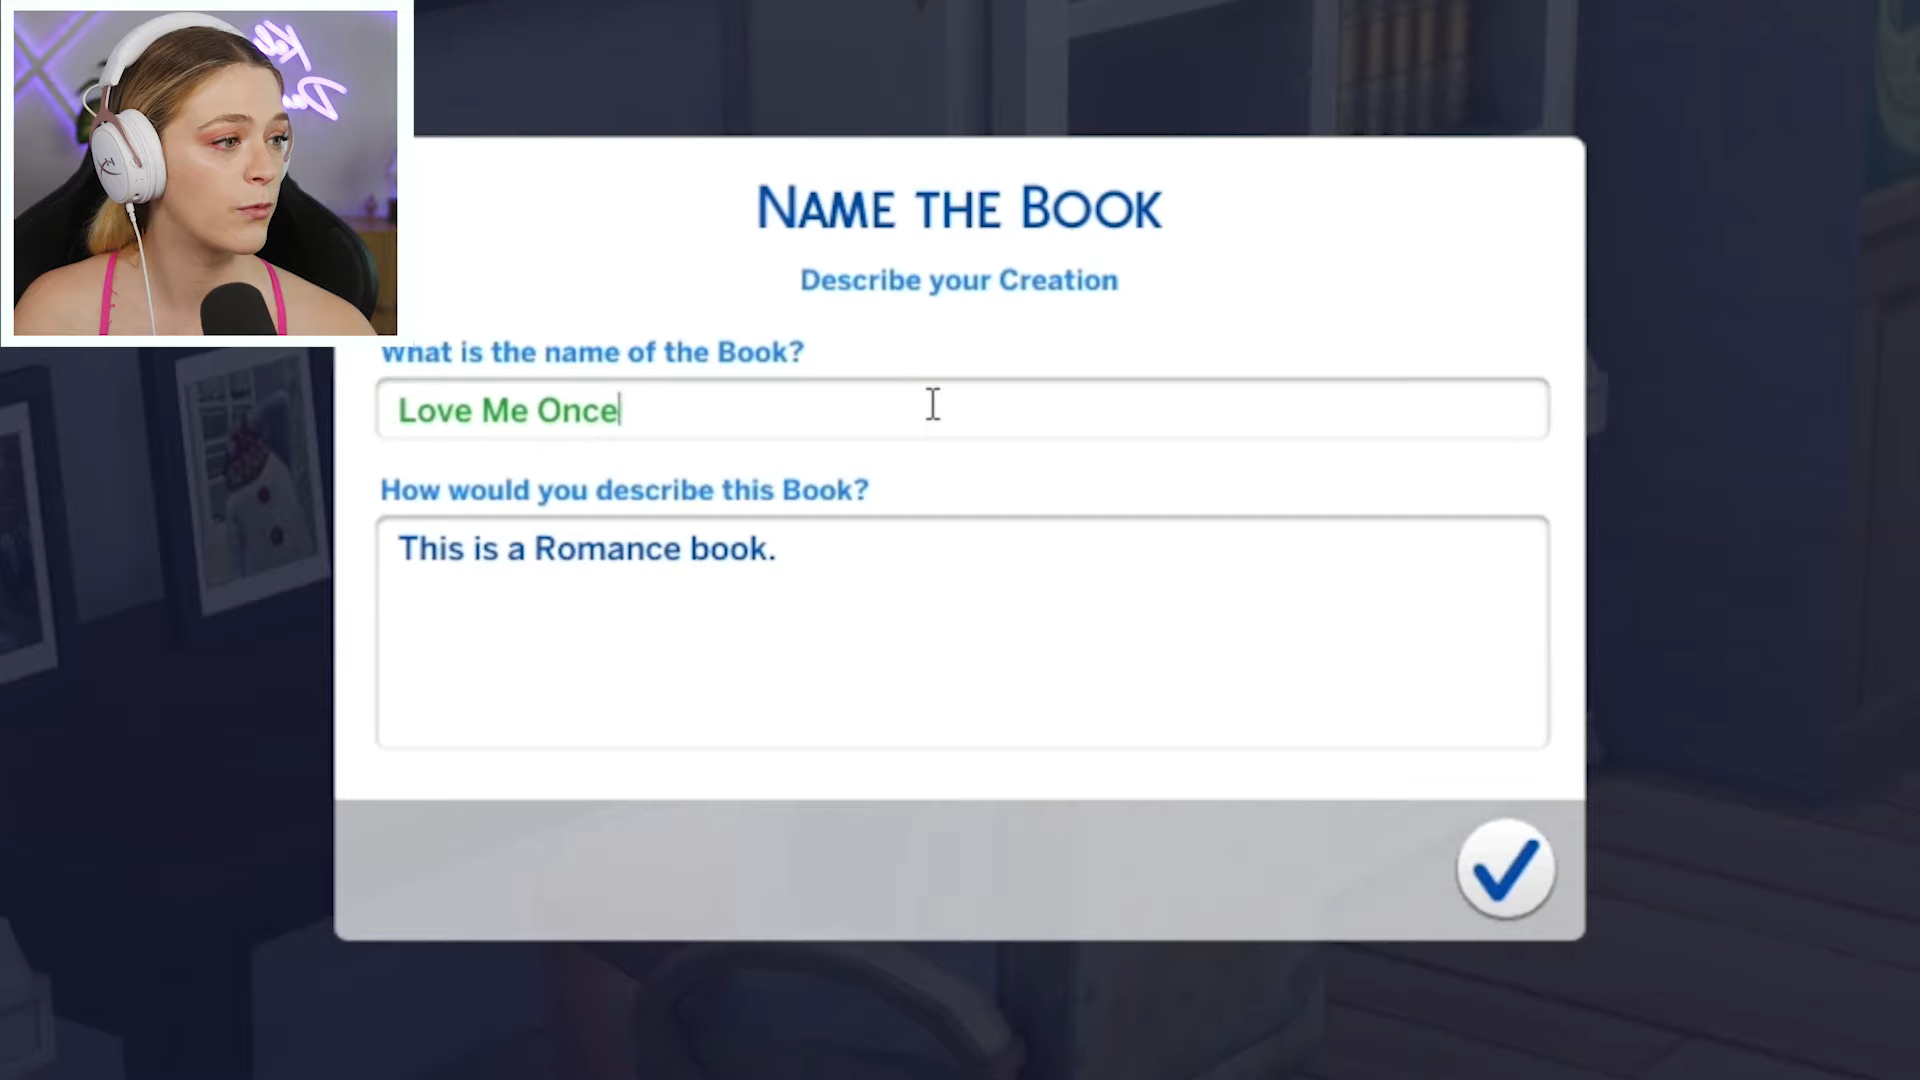 NAME THE BOOK
Describe your Creation
What is the name of the Book?
Love Me Once
How would you describe this Book?
This is a Romance book.